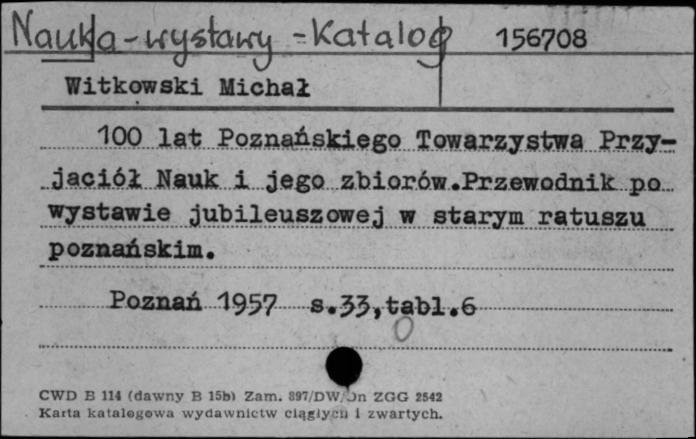 Nauka - wystawy - Katalog 156708
Witkowski Michał
100 lat Poznańskiego Towarzystwa Przy-
jaciół Nauk i jego zbiorów.Przewodnik po
wystawie jubileuszowej w starym ratuszu
poznańskim.
Poznań 1957 s.33,tabl.6
0
CWD B 114 (dawny B 15b) Zam. 897/DW/Dn ZGG 2542
Karta katalogowa wydawnictw ciągłych i zwartych.